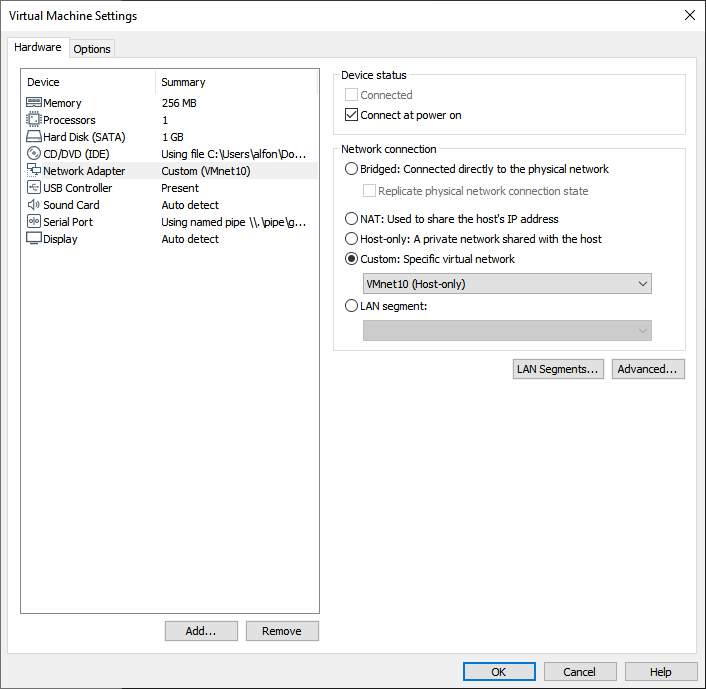 Virtual Machine Settings
Hardware Options
Device Summary
Memory 256 MB
Processors 1
Hard Disk (SATA) 1 GB
CD/DVD (IDE) Using file C:\Users\alfon\Do...
Network Adapter Custom (VMnet10)
USB Controller Present
Sound Card Auto detect
Serial Port Using named pipe \\.\pipe\g...
Display Auto detect
Add... Remove
Device status
Connected
Connect at power on
Network connection
Bridged: Connected directly to the physical network
Replicate physical network connection state
NAT: Used to share the host's IP address
Host-only: A private network shared with the host
Custom: Specific virtual network
VMnet10 (Host-only)
LAN segment:
LAN Segments... Advanced...
OK Cancel Help